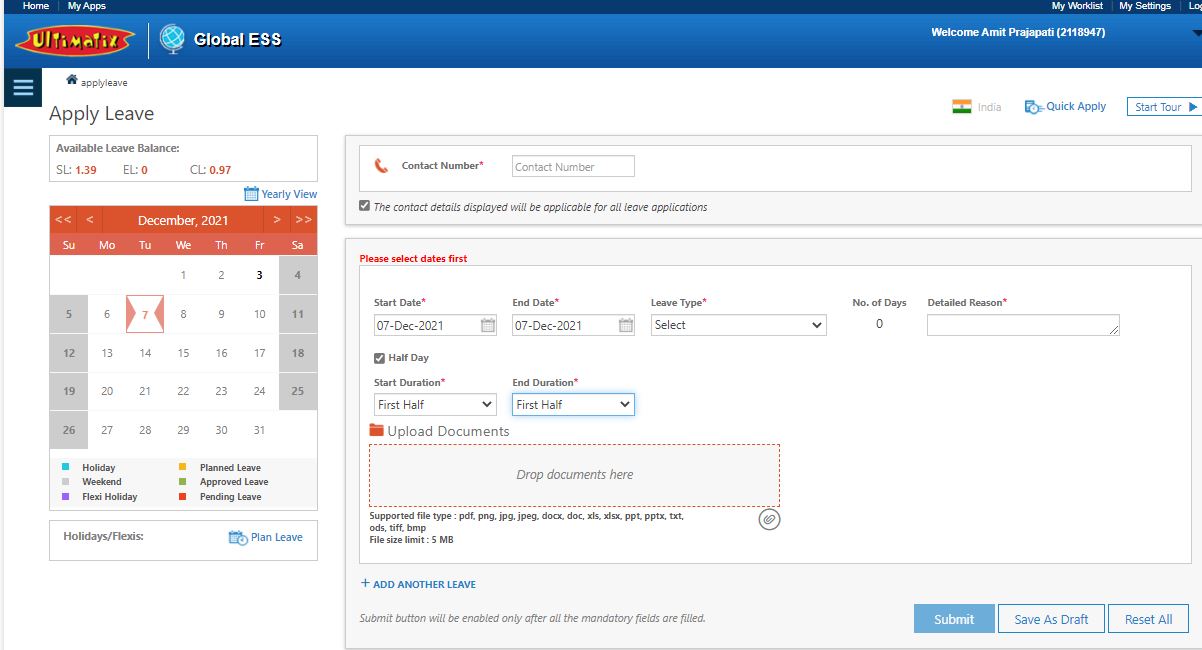 Home My Apps My Worklist My Settings
ULTIMATIX Global ESS Welcome Amit Prajapati (2118947)
applyleave
Apply Leave
India Quick Apply Start Tour
Available Leave Balance:
SL: 1.39 EL: 0 CL: 0.97
Yearly View
<< < December, 2021 > >>
Su Mo Tu We Th Fr Sa
1 2 3 4
5 6 7 8 9 10 11
12 13 14 15 16 17 18
19 20 21 22 23 24 25
26 27 28 29 30 31
Holiday Planned Leave
Weekend Approved Leave
Flexi Holiday Pending Leave
Holidays/Flexis: Plan Leave
Contact Number* Contact Number
The contact details displayed will be applicable for all leave applications
Please select dates first
Start Date* End Date* Leave Type* No. of Days Detailed Reason*
07-Dec-2021 07-Dec-2021 Select 0
Half Day
Start Duration* End Duration*
First Half First Half
Upload Documents
Drop documents here
Supported file type : pdf, png, jpg, jpeg, docx, doc, xls, xlsx, ppt, pptx, txt,
ods, tiff, bmp
File size limit : 5 MB
+ ADD ANOTHER LEAVE
Submit button will be enabled only after all the mandatory fields are filled.
Submit Save As Draft Reset All